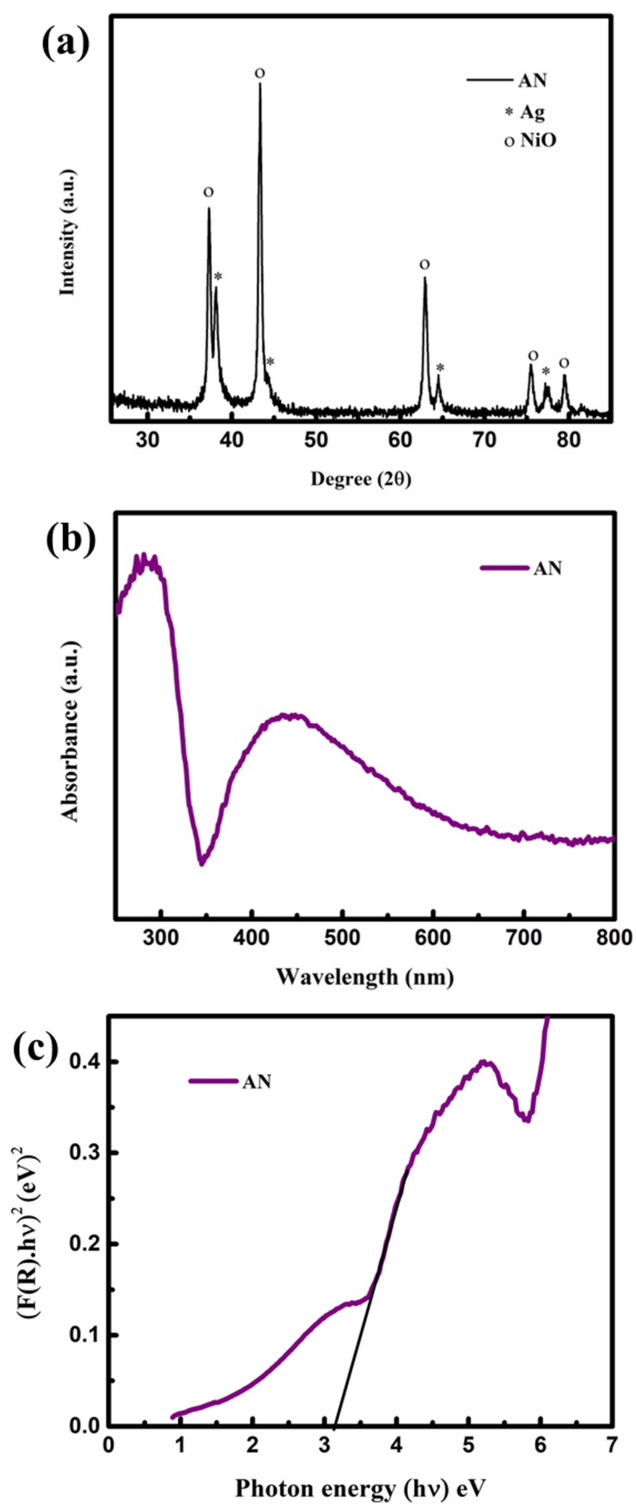 (a)
AN
* Ag
o NiO
o
o
*
*
o
*
o
*
o
Intensity (a.u.)
30 40 50 60 70 80
Degree (2θ)
(b)
AN
Absorbance (a.u.)
300 400 500 600 700 800
Wavelength (nm)
(c)
AN
(F(R).hν)² (eV)²
0.4
0.3
0.2
0.1
0.0
0 1 2 3 4 5 6 7
Photon energy (hν) eV